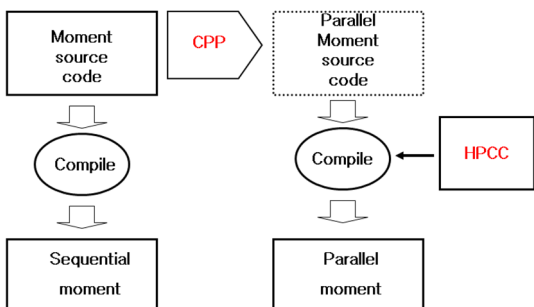 Moment
source
code
CPP
Parallel
Moment
source
code
Compile
Compile
HPCC
Sequential
moment
Parallel
moment